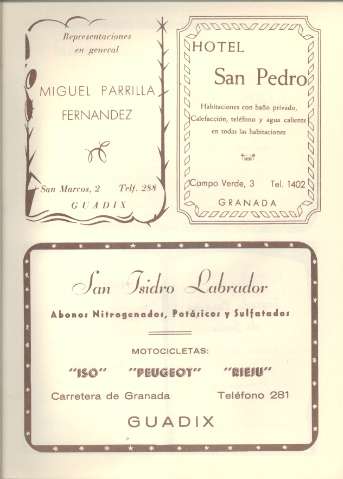 Representaciones
en general
MIGUEL PARRILLA
FERNANDEZ
San Marcos, 2 Telf. 288
GUADIX
HOTEL
San Pedro
Habitaciones con baño privado,
Calefacción, teléfono y agua caliente
en todas las habitaciones
Campo Verde, 3 Tel. 1402
GRANADA
San Isidro Labrador
Abonos Nitrogenados, Potásicos y Sulfatados
MOTOCICLETAS:
"ISO" "PEUGEOT" "RIEJU"
Carretera de Granada Teléfono 281
GUADIX